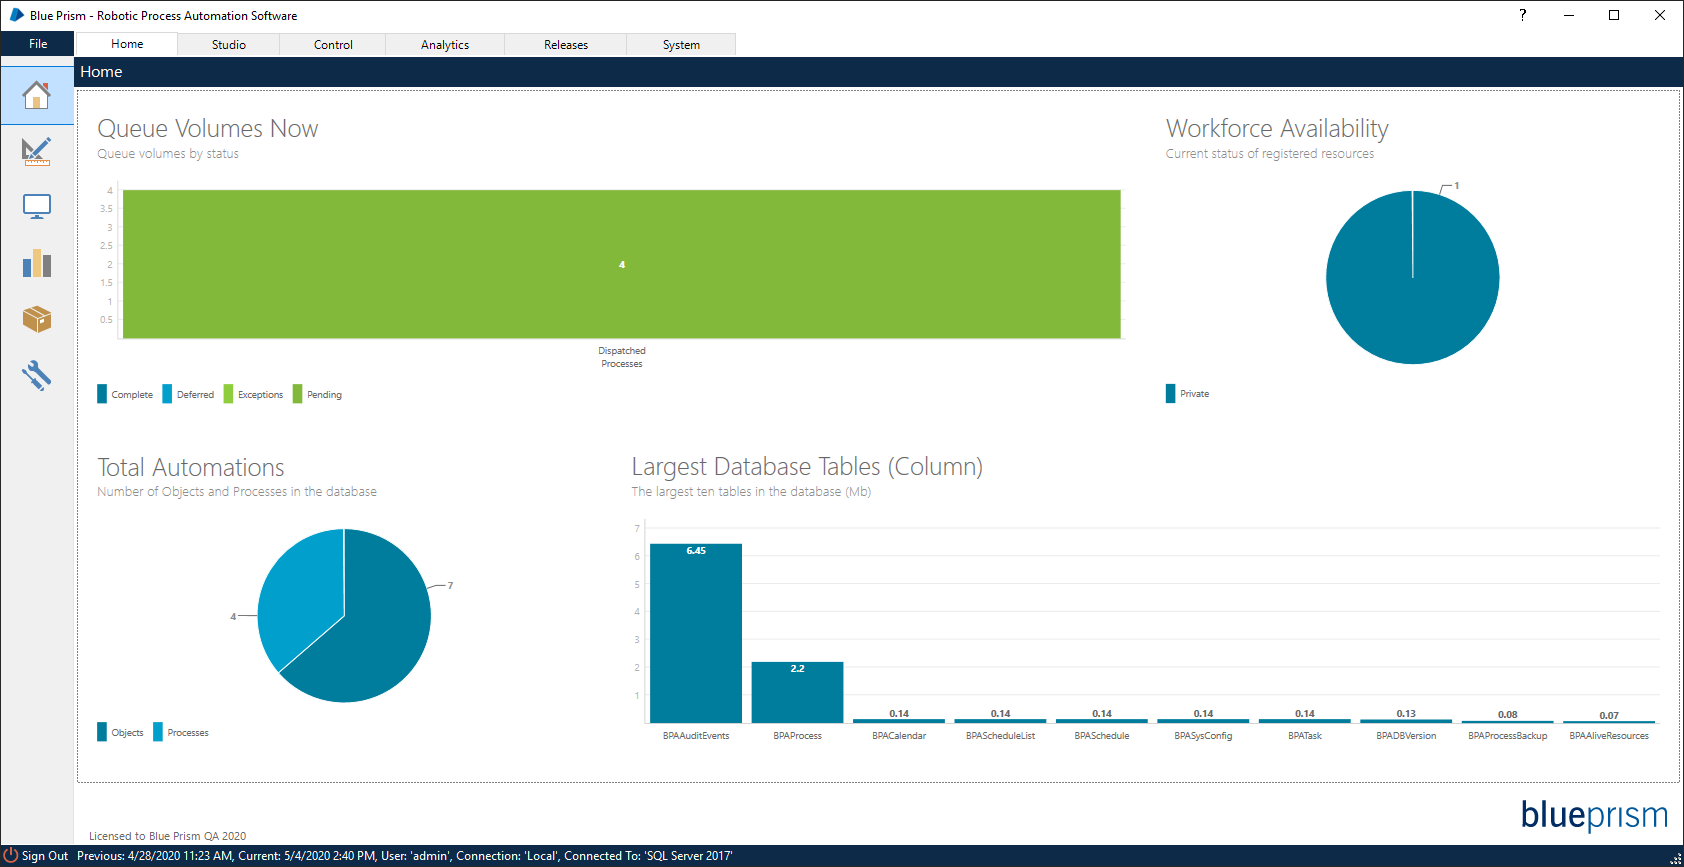 Blue Prism - Robotic Process Automation Software
?
File
Home
Studio
Control
Analytics
Releases
System
Home
Queue Volumes Now
Queue volumes by status
4
3.5
3
2.5
2
1.5
1
0.5
4
Dispatched
Processes
Complete
Deferred
Exceptions
Pending
Workforce Availability
Current status of registered resources
1
Private
Total Automations
Number of Objects and Processes in the database
7
4
Objects
Processes
Largest Database Tables (Column)
The largest ten tables in the database (Mb)
7
6
5
4
3
2
1
6.45
2.2
0.14
0.14
0.14
0.14
0.14
0.13
0.08
0.07
BPAAuditEvents
BPAProcess
BPACalendar
BPAScheduleList
BPASchedule
BPASysConfig
BPATask
BPADBVersion
BPAProcessBackup
BPAAliveResources
blueprism
Licensed to Blue Prism QA 2020
Sign Out Previous: 4/28/2020 11:23 AM, Current: 5/4/2020 2:40 PM, User: 'admin', Connection: 'Local', Connected To: 'SQL Server 2017'